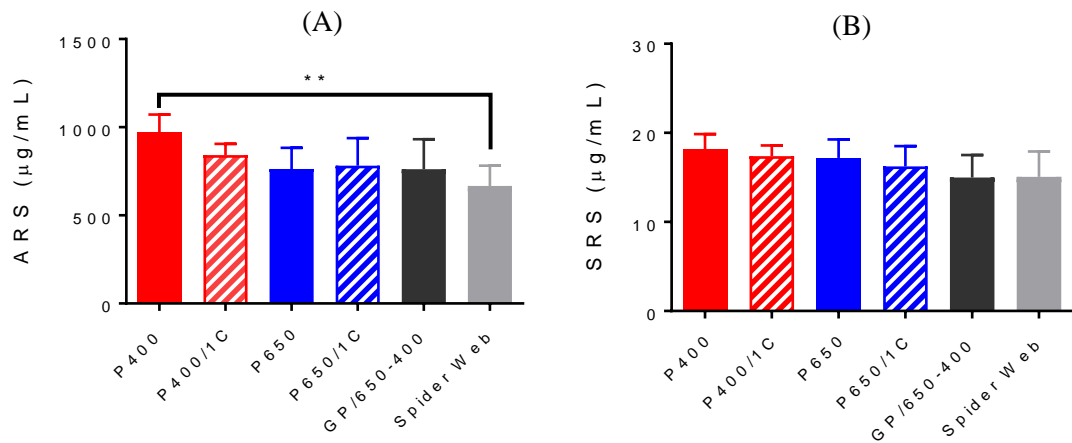 (A)
ARS (µg/mL)
1500
1000
500
0
**
P400
P400/1C
P650
P650/1C
GP/650-400
Spider Web
(B)
SRS (µg/mL)
30
20
10
0
P400
P400/1C
P650
P650/1C
GP/650-400
Spider Web